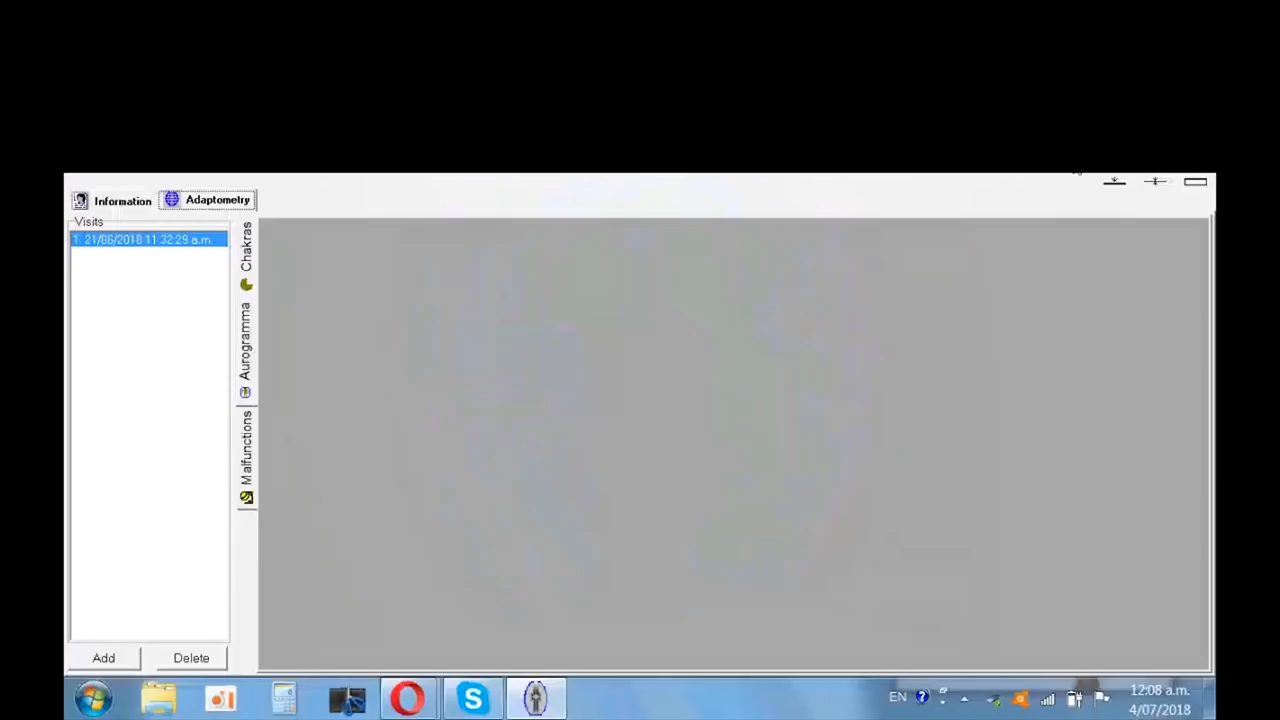 Information
Adaptometry
Visits
1. 21/06/2018 11:32:29 a.m.
Chakras
Aurogramma
Malfunctions
Add
Delete
EN
12:08 a.m.
4/07/2018